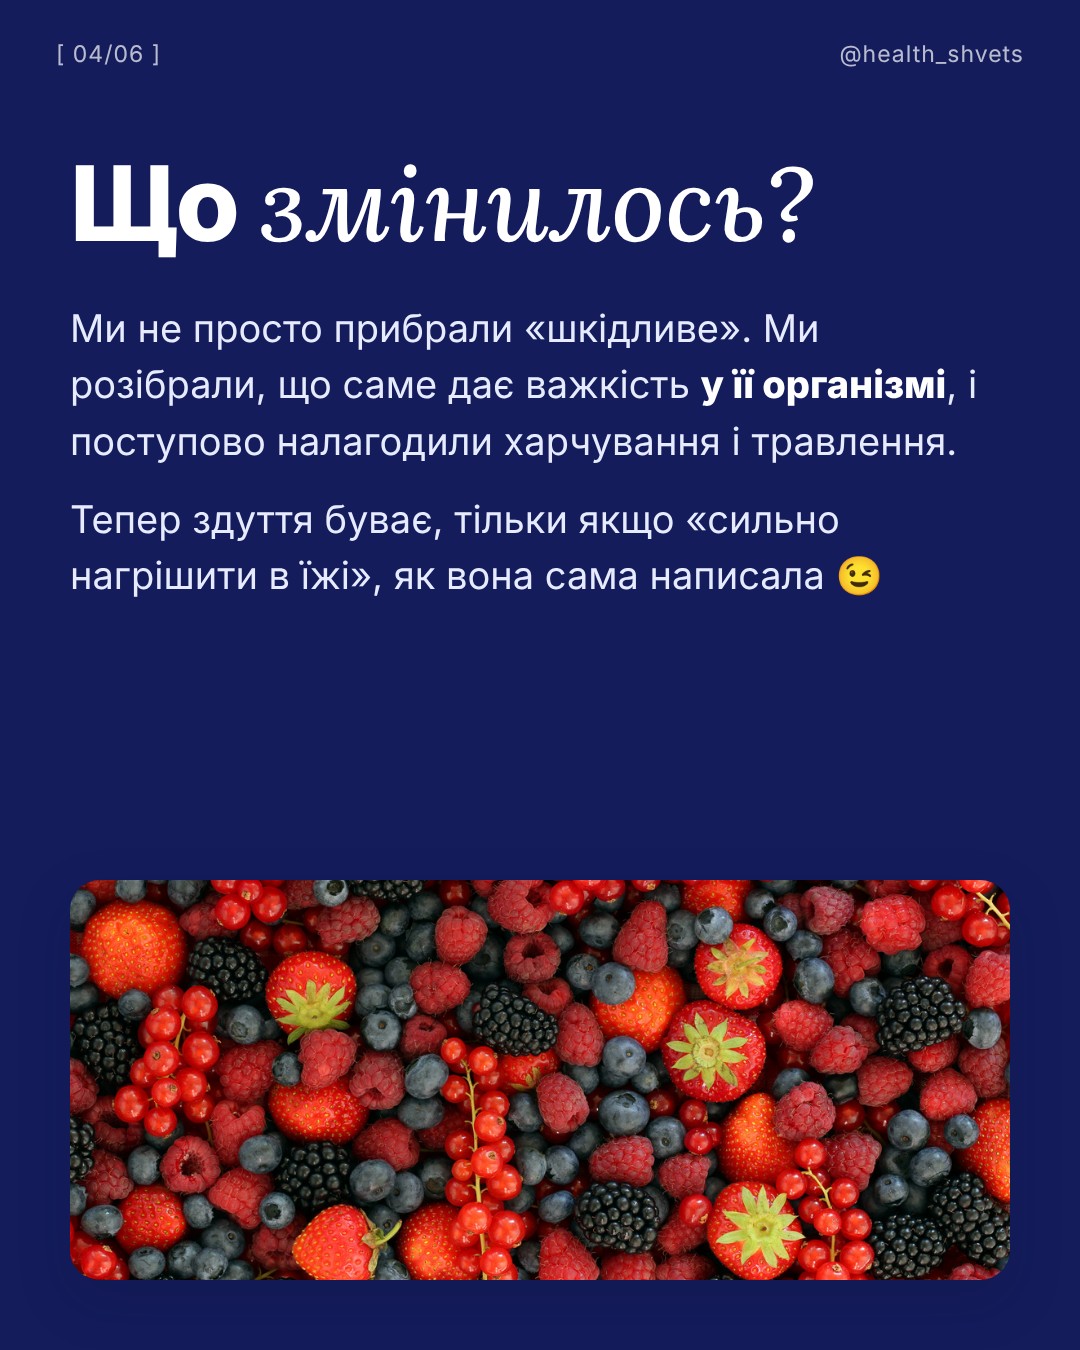 [ 04/06 ]
@health_shvets
Що змінилось?
Ми не просто прибрали «шкідливе». Ми
розібрали, що саме дає важкість у її організмі, і
поступово налагодили харчування і травлення.
Тепер здуття буває, тільки якщо «сильно
нагрішити в їжі», як вона сама написала 😉